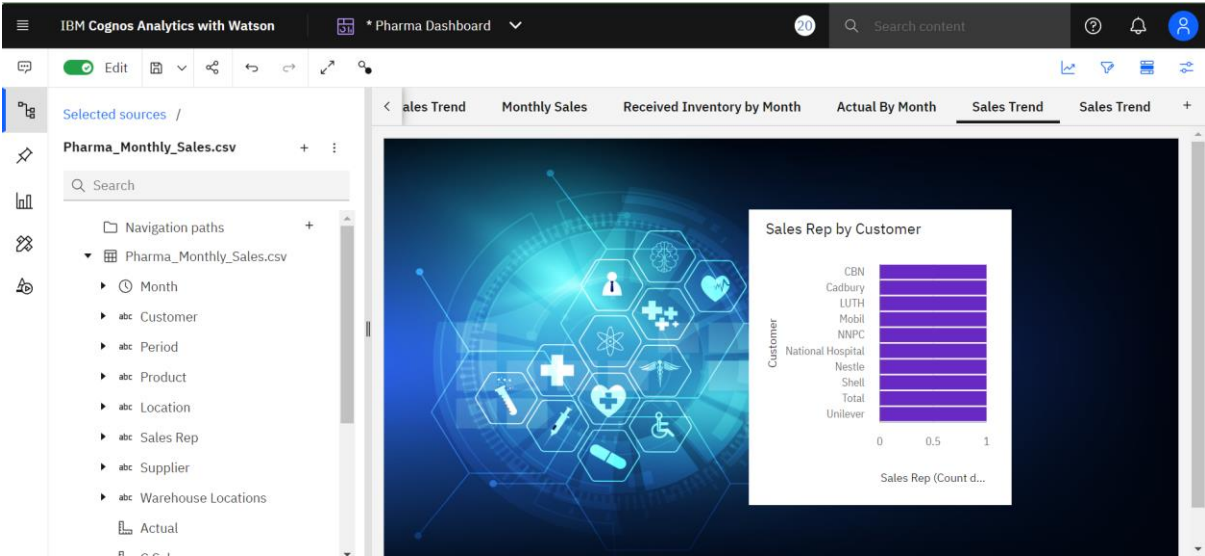 IBM Cognos Analytics with Watson
* Pharma Dashboard
20
Search content
Edit
Selected sources /
Pharma_Monthly_Sales.csv
Search
Navigation paths
Pharma_Monthly_Sales.csv
Month
abc Customer
abc Period
abc Product
abc Location
abc Sales Rep
abc Supplier
abc Warehouse Locations
Actual
ales Trend
Monthly Sales
Received Inventory by Month
Actual By Month
Sales Trend
Sales Trend
Sales Rep by Customer
Customer
CBN
Cadbury
LUTH
Mobil
NNPC
National Hospital
Nestle
Shell
Total
Unilever
0 0.5 1
Sales Rep (Count d...